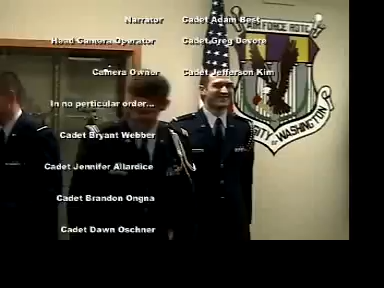 Narrator Cadet Adam Best
Head Camera Operator Cadet Greg Devore
Camera Owner Cadet Jefferson Kim
In no perticular order...
Cadet Bryant Webber
Cadet Jennifer Allardice
Cadet Brandon Ongna
Cadet Dawn Oschner
AIR FORCE ROTC
UNIVERSITY OF WASHINGTON